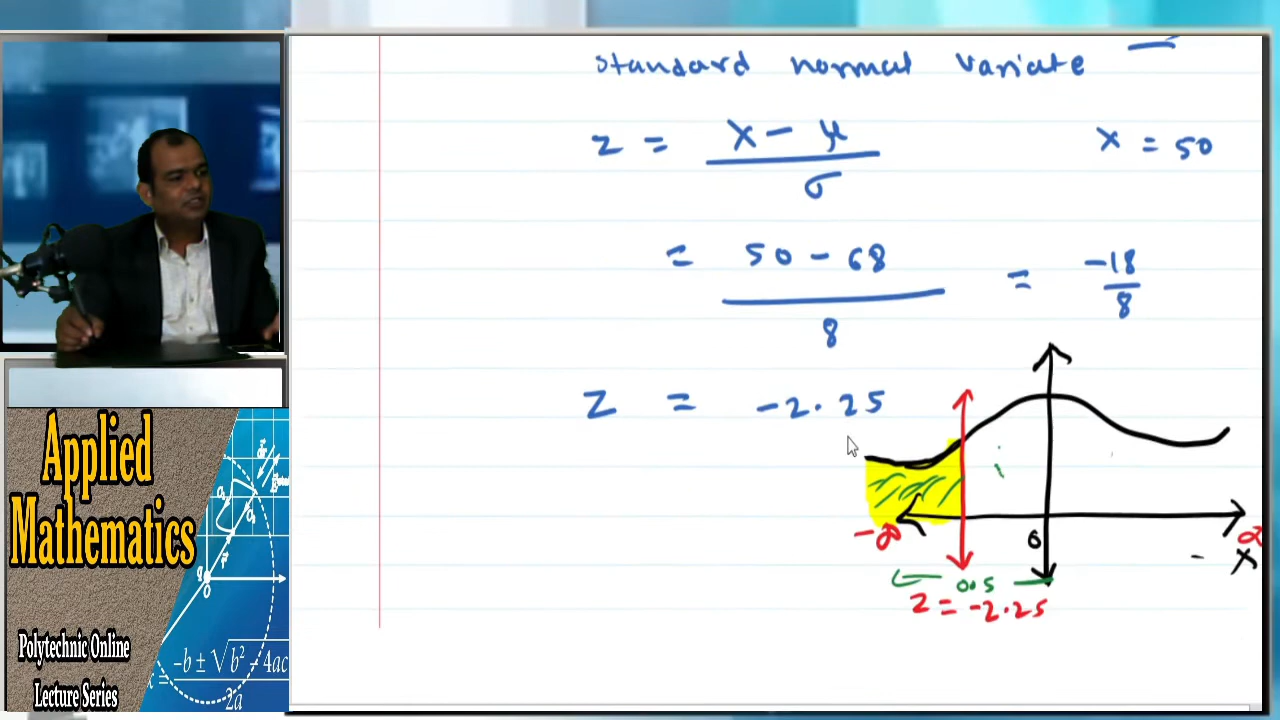 standard normal variate
z = x - μ / σ
x = 50
= 50 - 68 / 8 = -18 / 8
z = -2.25
-∞ 0 ∞
x
0.5
z = -2.25
Applied
Mathematics
Polytechnic Online
Lecture Series
-b ± √b² - 4ac
2a